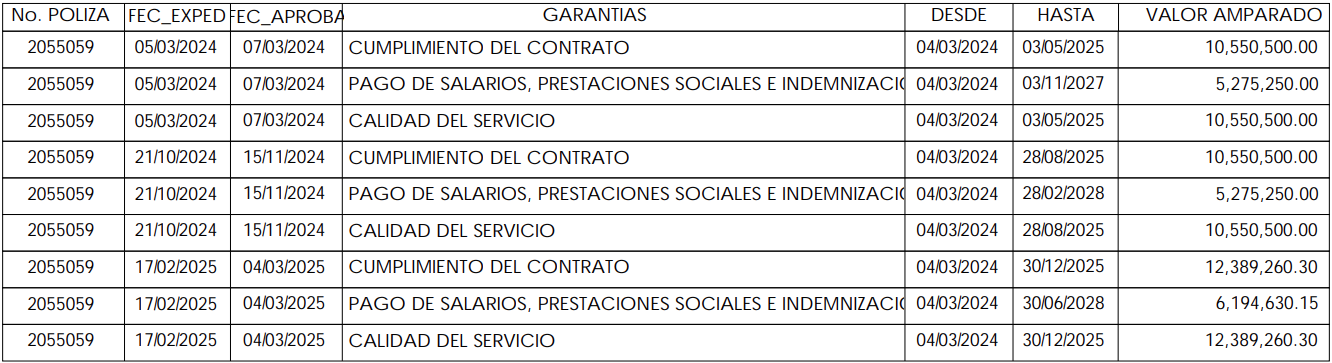 No. POLIZA FEC_EXPED FEC_APROBA GARANTIAS DESDE HASTA VALOR AMPARADO
2055059 05/03/2024 07/03/2024 CUMPLIMIENTO DEL CONTRATO 04/03/2024 03/05/2025 10,550,500.00
2055059 05/03/2024 07/03/2024 PAGO DE SALARIOS, PRESTACIONES SOCIALES E INDEMNIZACIO 04/03/2024 03/11/2027 5,275,250.00
2055059 05/03/2024 07/03/2024 CALIDAD DEL SERVICIO 04/03/2024 03/05/2025 10,550,500.00
2055059 21/10/2024 15/11/2024 CUMPLIMIENTO DEL CONTRATO 04/03/2024 28/08/2025 10,550,500.00
2055059 21/10/2024 15/11/2024 PAGO DE SALARIOS, PRESTACIONES SOCIALES E INDEMNIZACIO 04/03/2024 28/02/2028 5,275,250.00
2055059 21/10/2024 15/11/2024 CALIDAD DEL SERVICIO 04/03/2024 28/08/2025 10,550,500.00
2055059 17/02/2025 04/03/2025 CUMPLIMIENTO DEL CONTRATO 04/03/2024 30/12/2025 12,389,260.30
2055059 17/02/2025 04/03/2025 PAGO DE SALARIOS, PRESTACIONES SOCIALES E INDEMNIZACIO 04/03/2024 30/06/2028 6,194,630.15
2055059 17/02/2025 04/03/2025 CALIDAD DEL SERVICIO 04/03/2024 30/12/2025 12,389,260.30